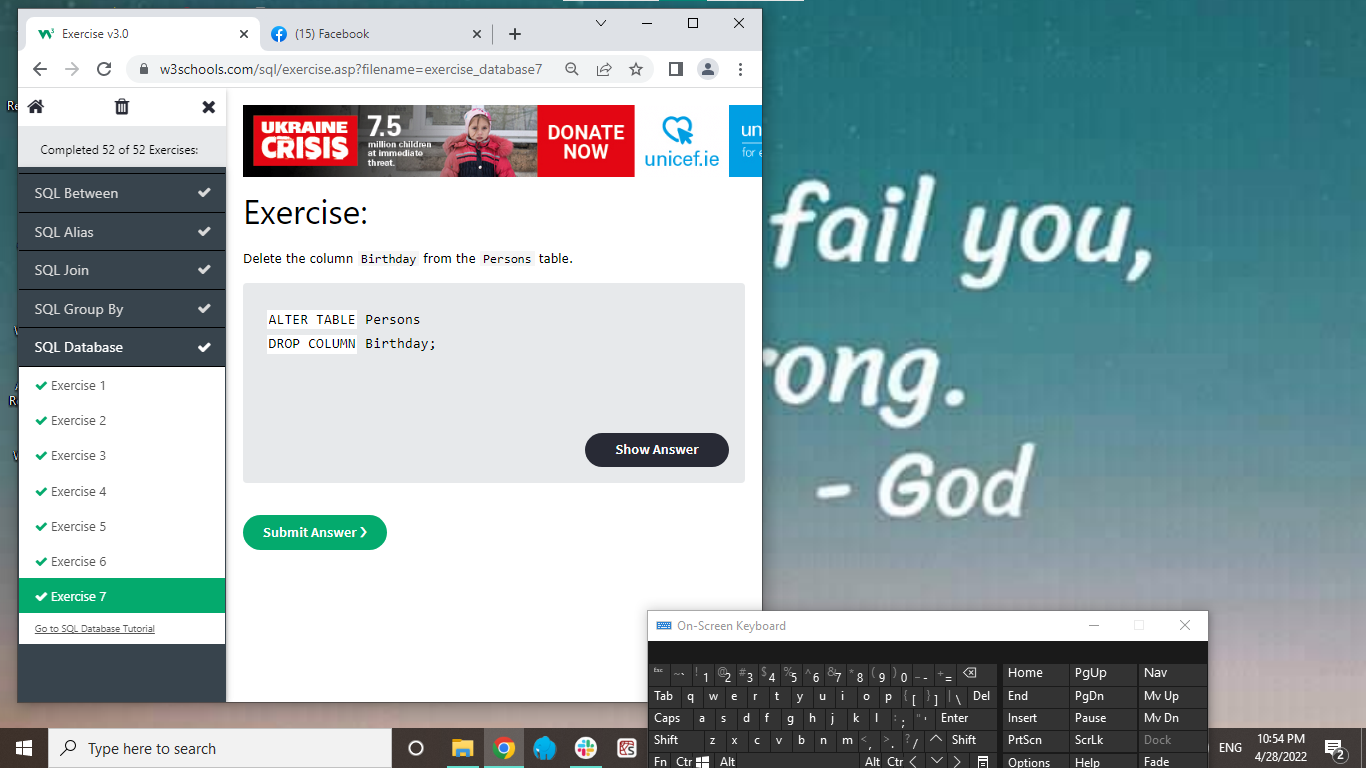 Exercise v3.0
(15) Facebook
w3schools.com/sql/exercise.asp?filename=exercise_database7
Completed 52 of 52 Exercises:
SQL Between
SQL Alias
SQL Join
SQL Group By
SQL Database
Exercise 1
Exercise 2
Exercise 3
Exercise 4
Exercise 5
Exercise 6
Exercise 7
Go to SQL Database Tutorial
UKRAINE
CRISIS
7.5
million children
at immediate
threat.
DONATE
NOW
unicef.ie
un
for e
Exercise:
Delete the column Birthday from the Persons table.
ALTER TABLE Persons
DROP COLUMN Birthday;
Show Answer
Submit Answer ❯
fail you,
rong.
- God
Re
R
On-Screen Keyboard
Esc ~ ` ! 1 @ 2 # 3 $ 4 % 5 ^ 6 & 7 * 8 ( 9 ) 0 _ - + = Home PgUp Nav
Tab q w e r t y u i o p { [ } ] | \ Del End PgDn Mv Up
Caps a s d f g h j k l : ; " ' Enter Insert Pause Mv Dn
Shift z x c v b n m < , > . ? / Shift PrtScn ScrLk Dock
Fn Ctr Alt Alt Ctr Options Help Fade
Type here to search
ENG
10:54 PM
4/28/2022
2